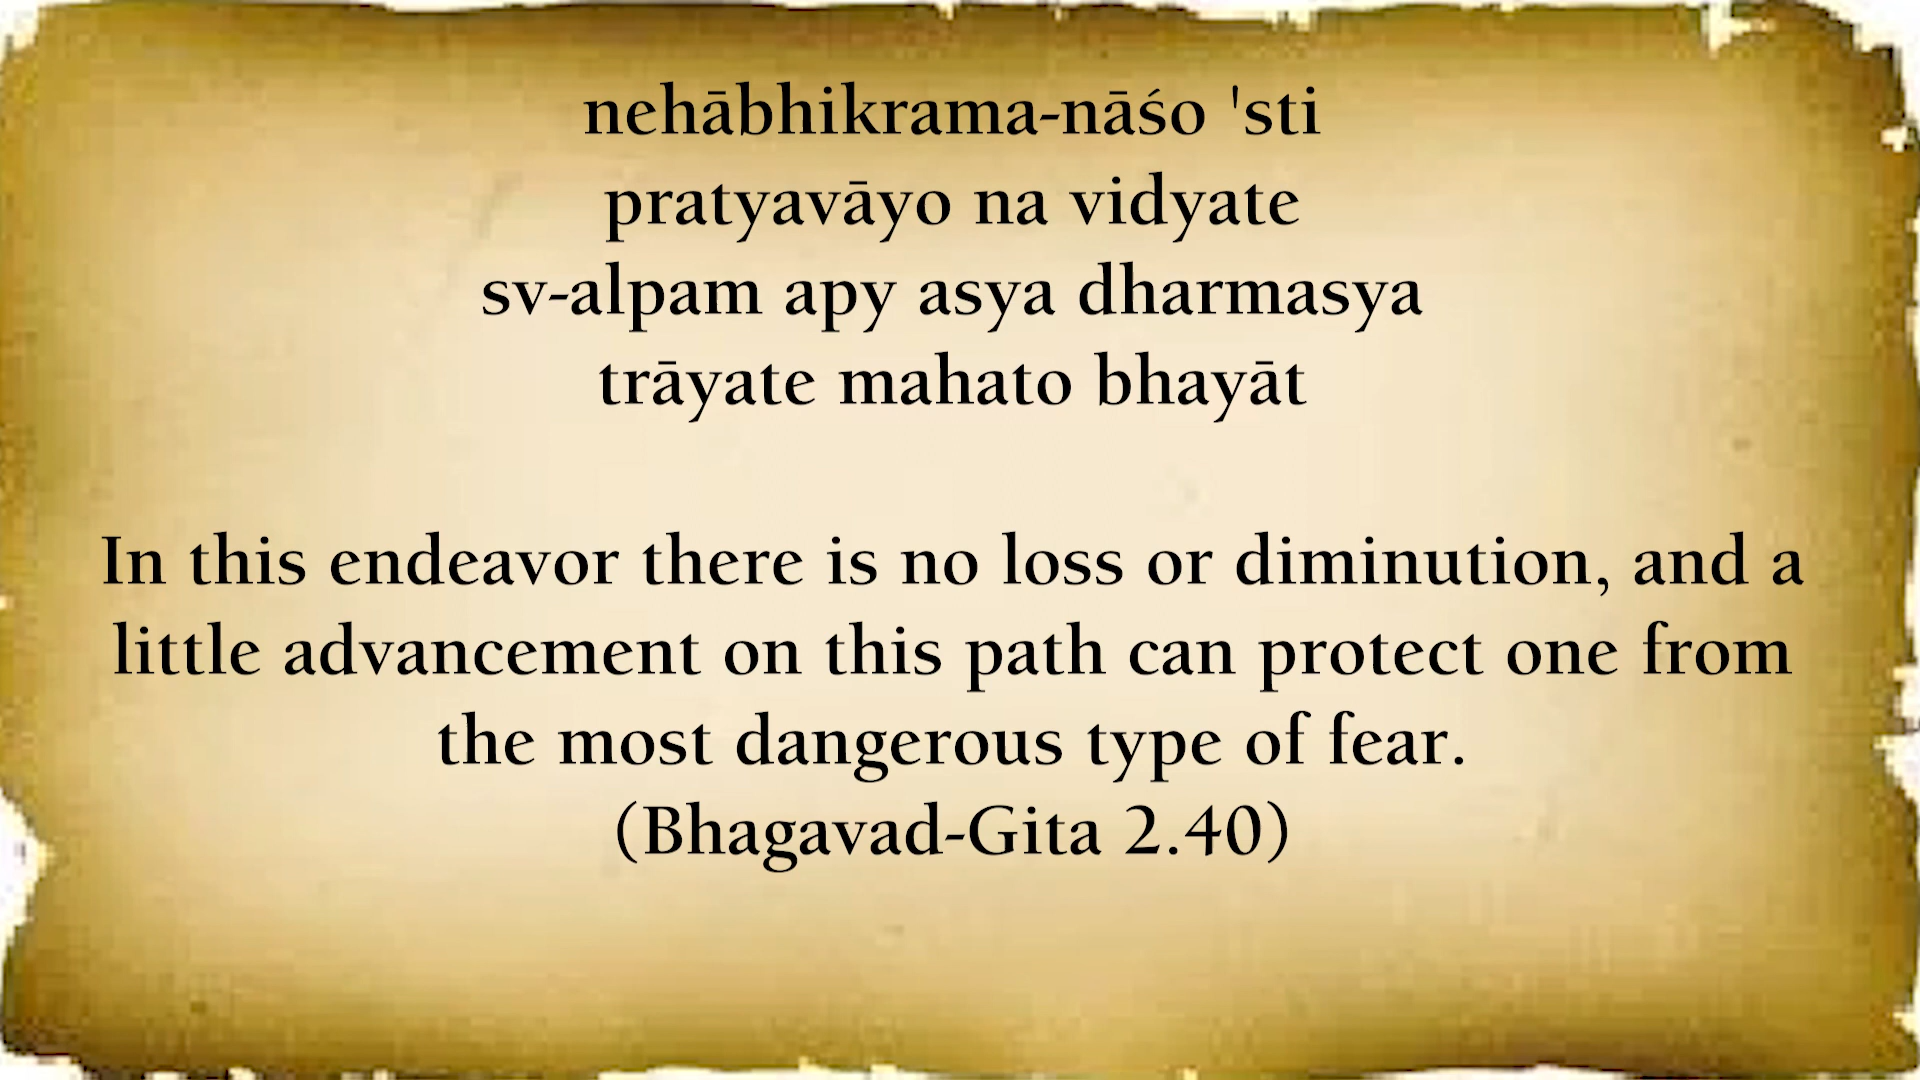 nehābhikrama-nāśo 'sti
pratyavāyo na vidyate
sv-alpam apy asya dharmasya
trāyate mahato bhayāt
In this endeavor there is no loss or diminution, and a
little advancement on this path can protect one from
the most dangerous type of fear.
(Bhagavad-Gita 2.40)